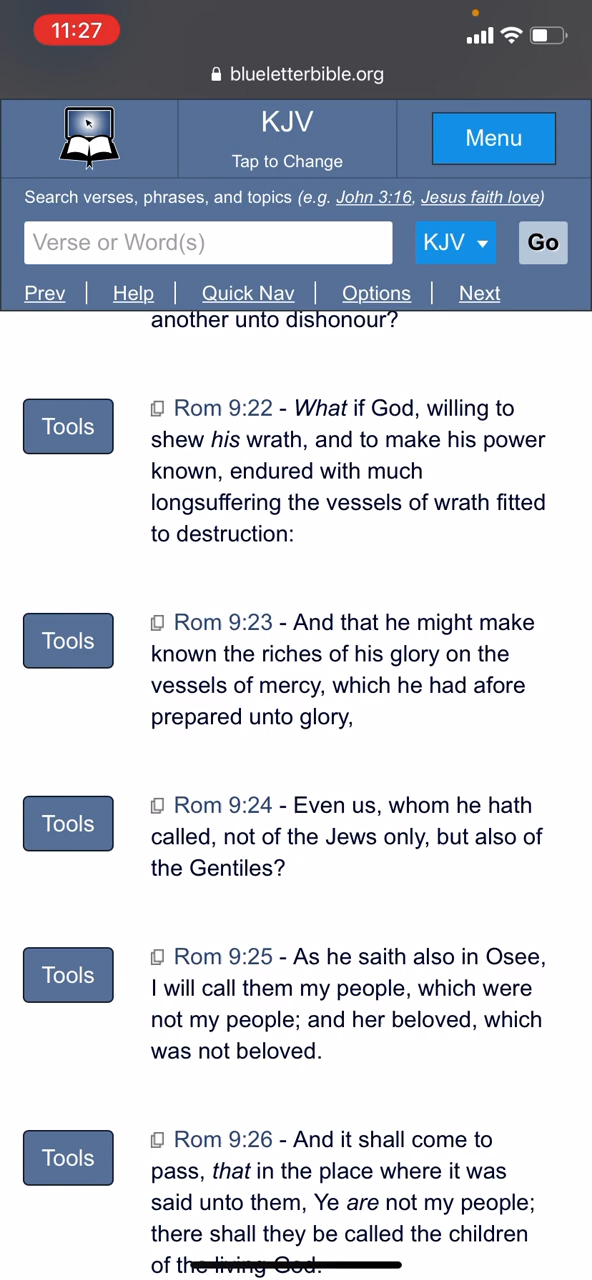 11:27
blueletterbible.org
KJV
Tap to Change
Menu
Search verses, phrases, and topics (e.g. John 3:16, Jesus faith love)
Verse or Word(s)
KJV
Go
Prev | Help | Quick Nav | Options | Next
another unto dishonour?
Tools
Rom 9:22 - What if God, willing to
shew his wrath, and to make his power
known, endured with much
longsuffering the vessels of wrath fitted
to destruction:
Tools
Rom 9:23 - And that he might make
known the riches of his glory on the
vessels of mercy, which he had afore
prepared unto glory,
Tools
Rom 9:24 - Even us, whom he hath
called, not of the Jews only, but also of
the Gentiles?
Tools
Rom 9:25 - As he saith also in Osee,
I will call them my people, which were
not my people; and her beloved, which
was not beloved.
Tools
Rom 9:26 - And it shall come to
pass, that in the place where it was
said unto them, Ye are not my people;
there shall they be called the children
of the living God.